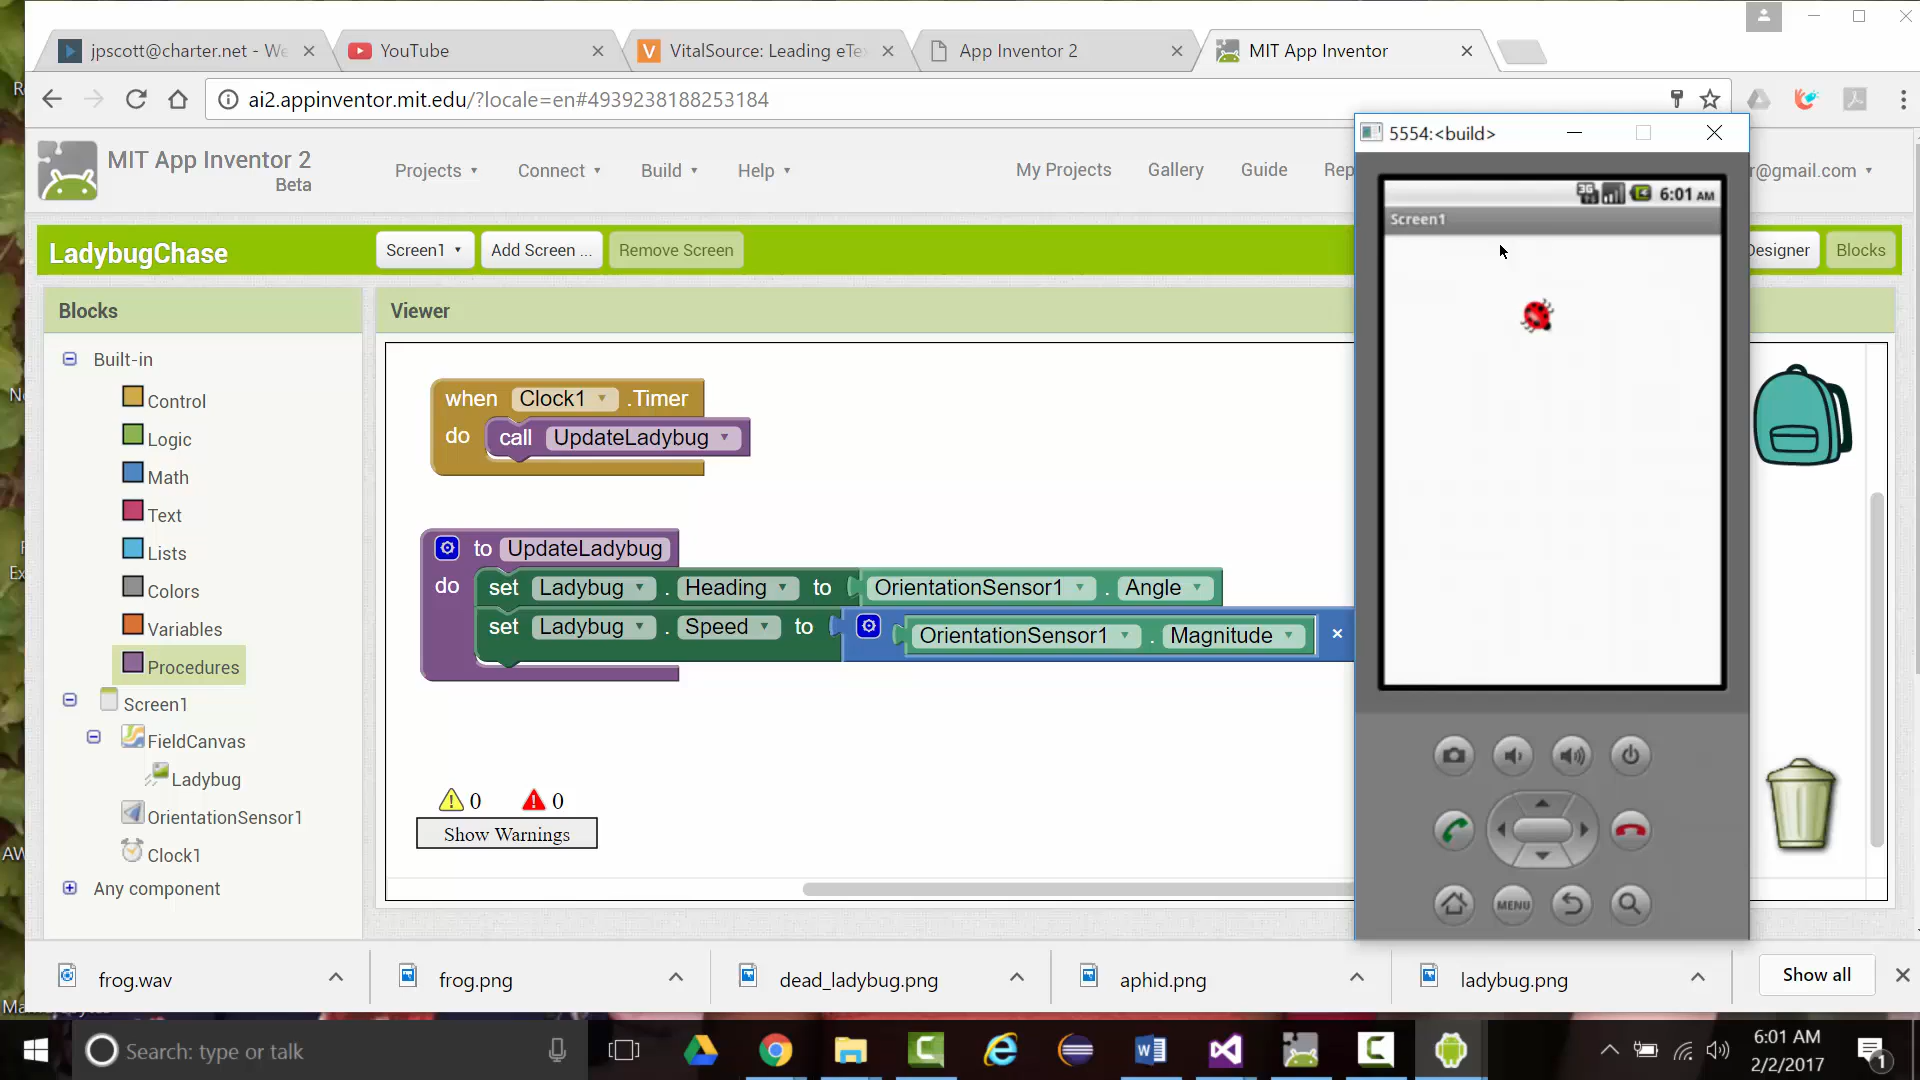 jpscott@charter.net - We
YouTube
VitalSource: Leading eTe
App Inventor 2
MIT App Inventor
ai2.appinventor.mit.edu/?locale=en#4939238188253184
5554:<build>
MIT App Inventor 2
Beta
Projects
Connect
Build
Help
My Projects
Gallery
Guide
Rep
r@gmail.com
3G
6:01 AM
Screen1
LadybugChase
Screen1
Add Screen ...
Remove Screen
Designer
Blocks
Blocks
Viewer
Built-in
Control
Logic
Math
Text
Lists
Colors
Variables
Procedures
Screen1
FieldCanvas
Ladybug
OrientationSensor1
Clock1
Any component
when Clock1 .Timer
do call UpdateLadybug
to UpdateLadybug
do set Ladybug . Heading to OrientationSensor1 . Angle
set Ladybug . Speed to OrientationSensor1 . Magnitude ×
0 0
Show Warnings
MENU
frog.wav
frog.png
dead_ladybug.png
aphid.png
ladybug.png
Show all
Search: type or talk
6:01 AM
2/2/2017
1